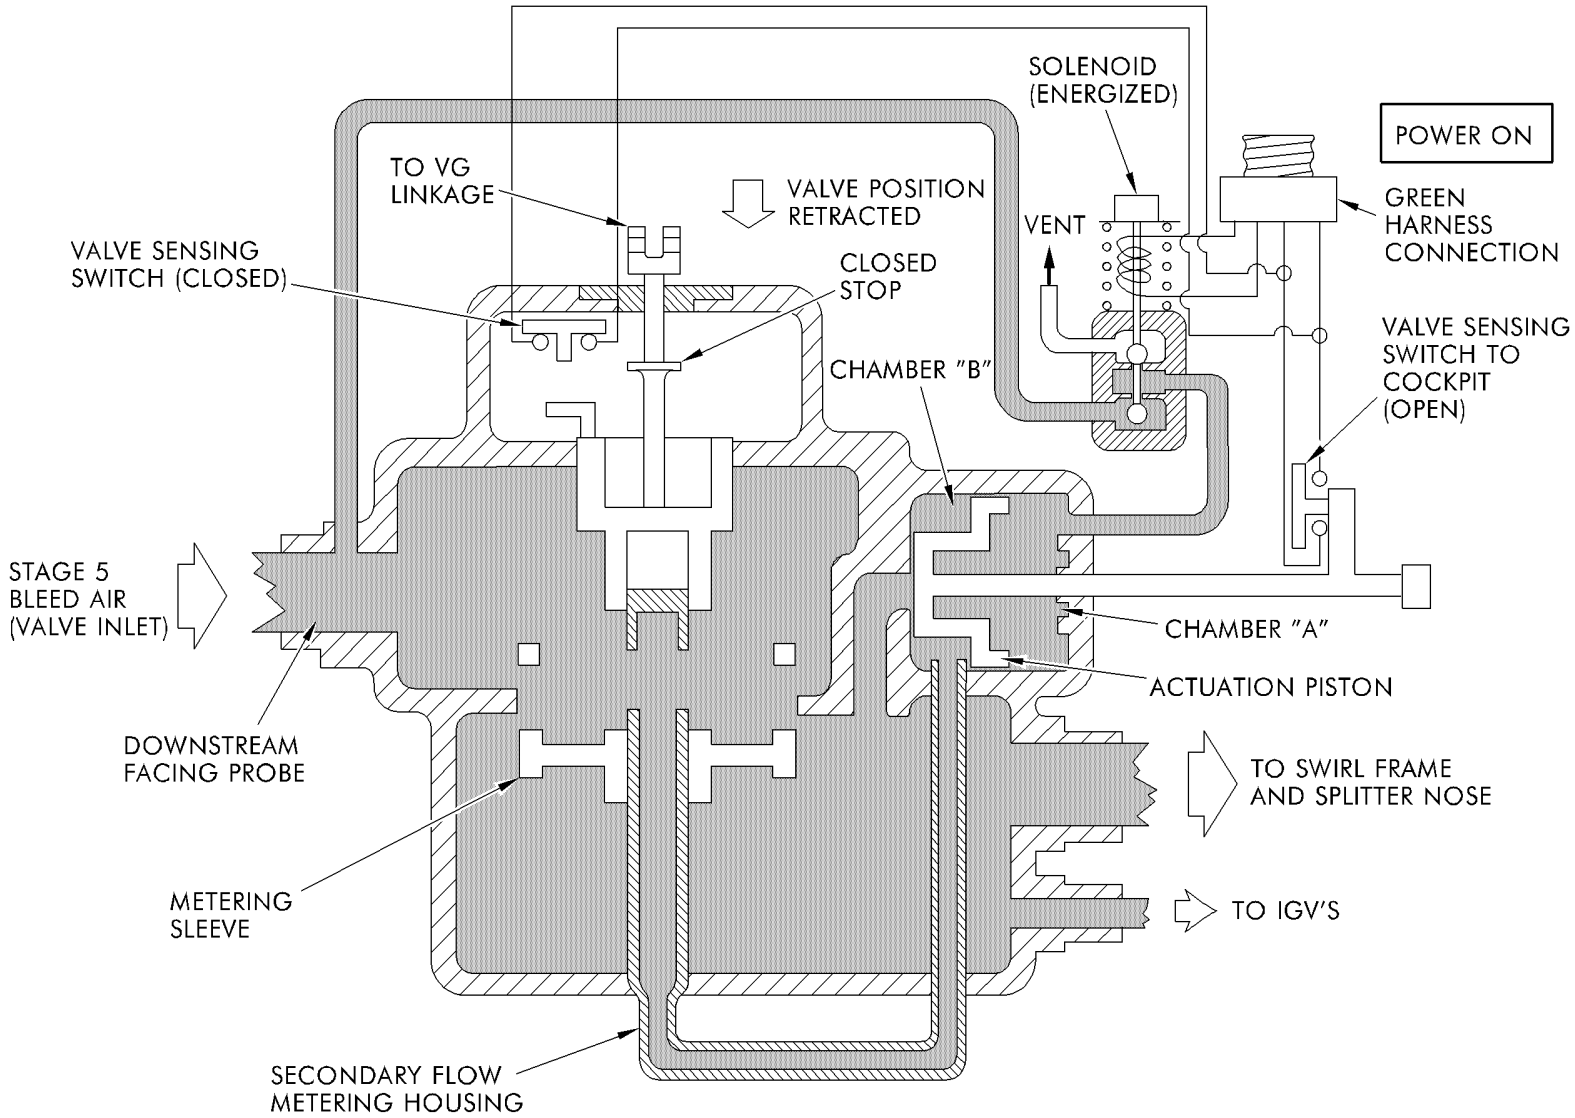 SOLENOID
(ENERGIZED)
POWER ON
TO VG
LINKAGE
VALVE POSITION
RETRACTED
GREEN
HARNESS
CONNECTION
VENT
VALVE SENSING
SWITCH (CLOSED)
CLOSED
STOP
VALVE SENSING
SWITCH TO
COCKPIT
(OPEN)
CHAMBER "B"
STAGE 5
BLEED AIR
(VALVE INLET)
CHAMBER "A"
ACTUATION PISTON
DOWNSTREAM
FACING PROBE
TO SWIRL FRAME
AND SPLITTER NOSE
METERING
SLEEVE
TO IGV'S
SECONDARY FLOW
METERING HOUSING